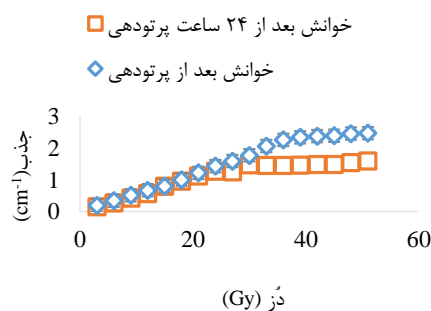 خوانش بعد از ۲۴ ساعت پرتودهی
خوانش بعد از پرتودهی
جذب(cm-1)
3
2
1
0
0 20 40 60
دُز (Gy)